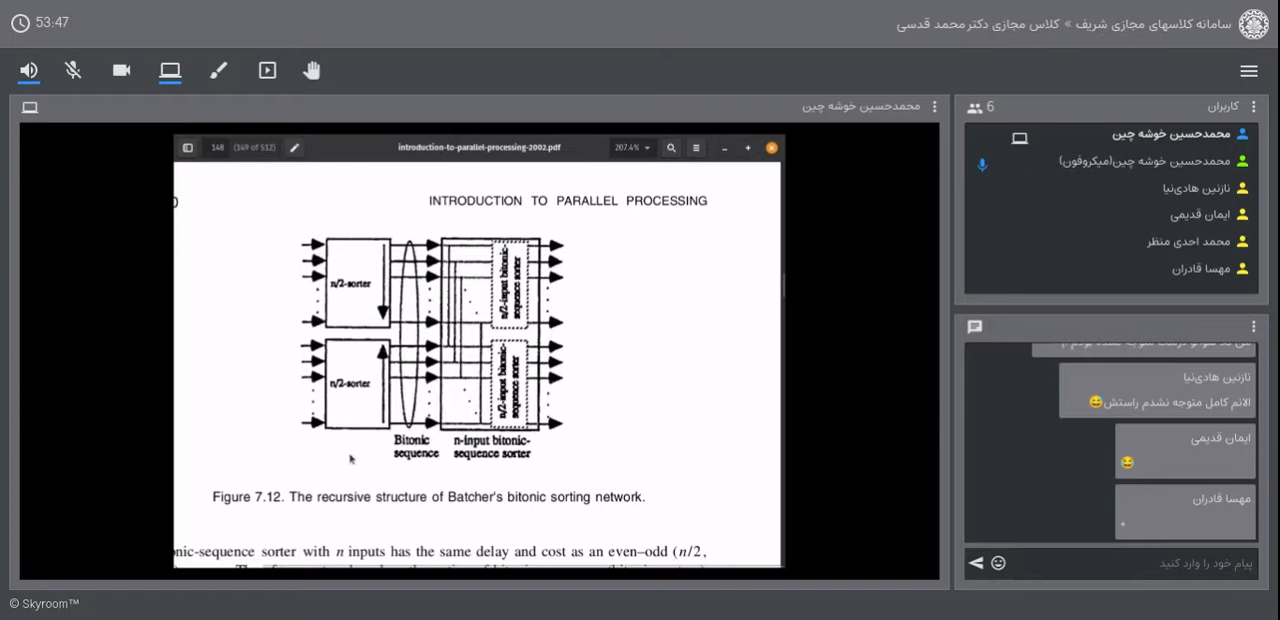 53:47
سامانه کلاسهای مجازی شریف » کلاس مجازی دکتر محمد قدسی
محمدحسین خوشه چین
148 (149 of 512)
introduction-to-parallel-processing-2002.pdf
207.4%
INTRODUCTION TO PARALLEL PROCESSING
n/2-sorter
n/2-input bitonic-
sequence sorter
n/2-sorter
n/2-input bitonic-
sequence sorter
Bitonic
sequence
n-input bitonic-
sequence sorter
Figure 7.12. The recursive structure of Batcher's bitonic sorting network.
onic-sequence sorter with n inputs has the same delay and cost as an even–odd (n/2,
6
کاربران
محمدحسین خوشه چین
محمدحسین خوشه چین(میکروفون)
نازنین هادی‌نیا
ایمان قدیمی
محمد احدی منظر
مهسا قادران
نازنین هادی‌نیا
الانم کامل متوجه نشدم راستش😅
ایمان قدیمی
😂
مهسا قادران
+
پیام خود را وارد کنید
© Skyroom™